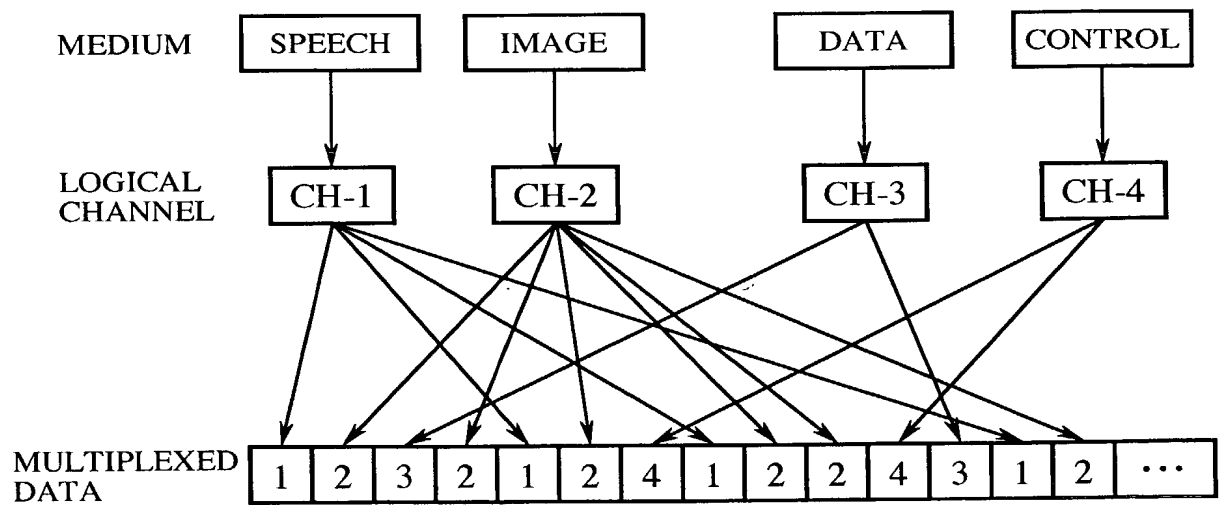 MEDIUM SPEECH IMAGE DATA CONTROL
LOGICAL CHANNEL CH-1 CH-2 CH-3 CH-4
MULTIPLEXED DATA 1 2 3 2 1 2 4 1 2 2 4 3 1 2 ···